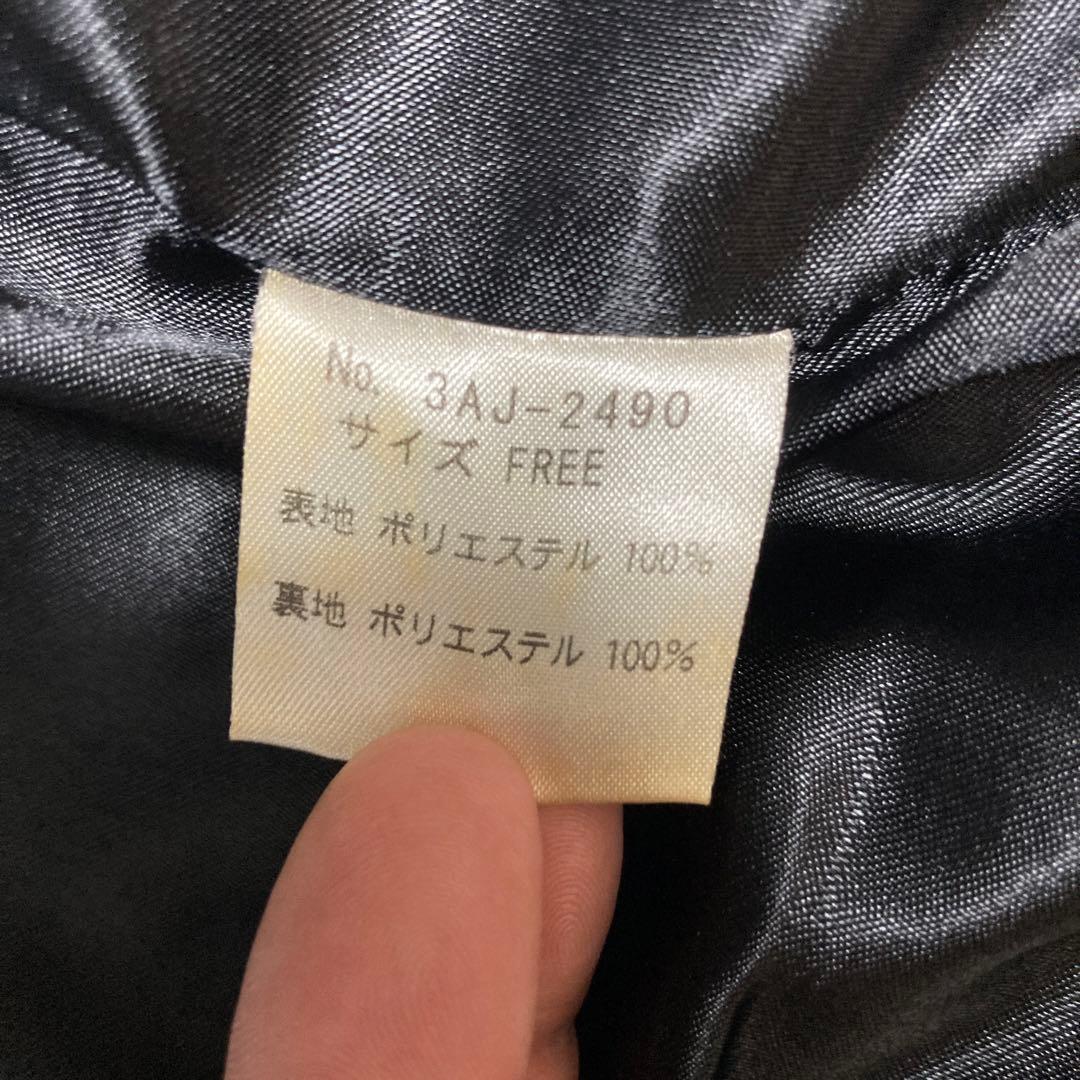 No. 3AJ-2490
サイズ FREE
表地 ポリエステル 100%
裏地 ポリエステル 100%